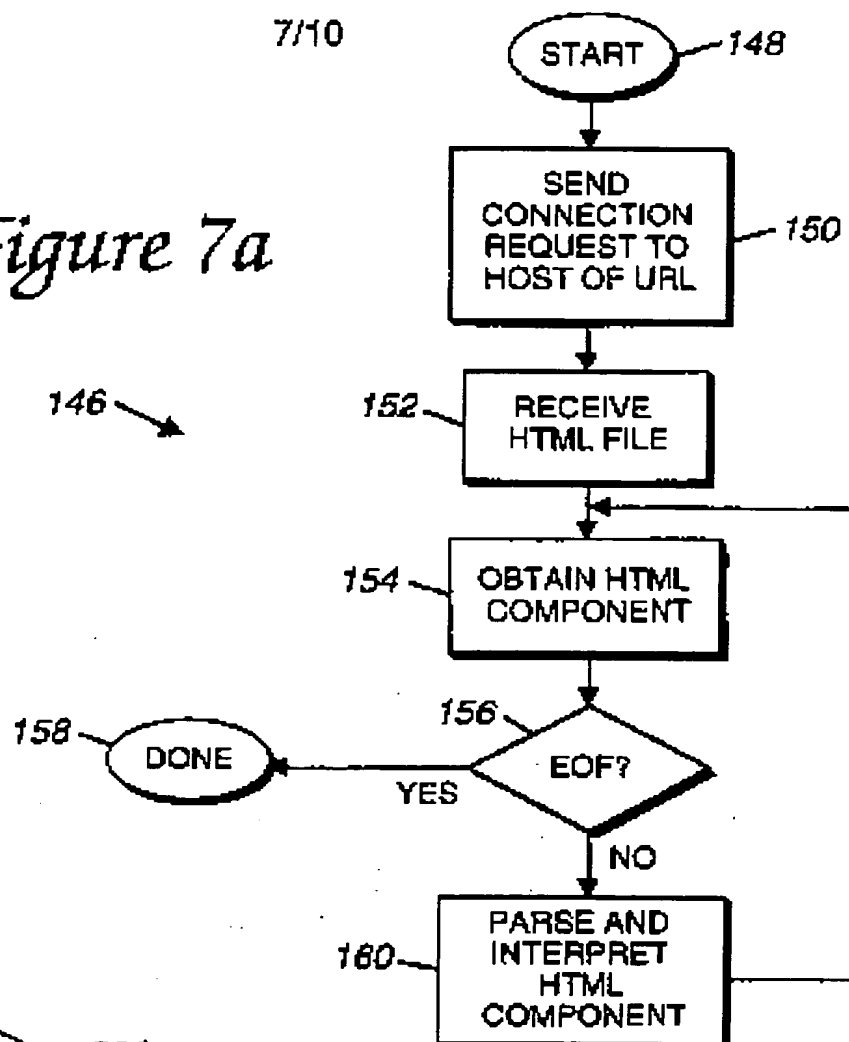 7/10
START
148
SEND
CONNECTION
REQUEST TO
HOST OF URL
150
Figure 7a
146
152
RECEIVE
HTML FILE
154
OBTAIN HTML
COMPONENT
156
158
DONE
EOF?
YES
NO
160
PARSE AND
INTERPRET
HTML
COMPONENT